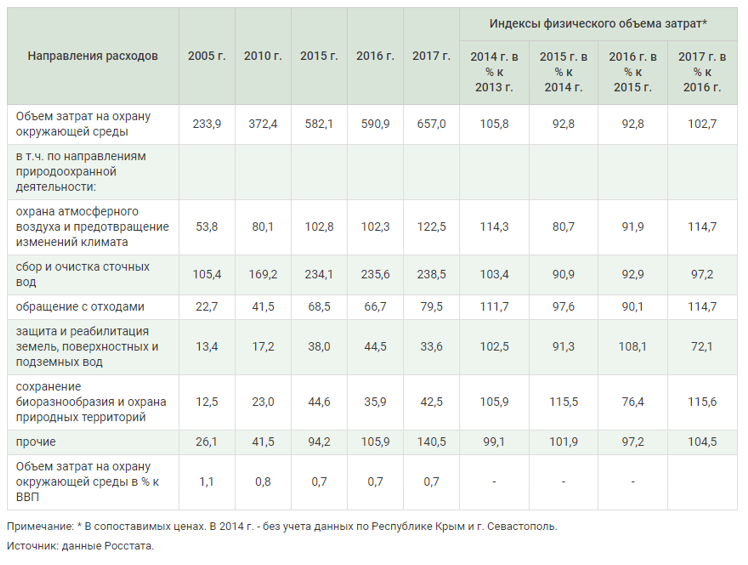 Направления расходов 2005 г. 2010 г. 2015 г. 2016 г. 2017 г. Индексы физического объема затрат*
2014 г. в 2015 г. в 2016 г. в 2017 г. в
% к % к % к % к
2013 г. 2014 г. 2015 г. 2016 г.
Объем затрат на охрану
окружающей среды 233,9 372,4 582,1 590,9 657,0 105,8 92,8 92,8 102,7
в т.ч. по направлениям
природоохранной
деятельности:
охрана атмосферного
воздуха и предотвращение 53,8 80,1 102,8 102,3 122,5 114,3 80,7 91,9 114,7
изменений климата
сбор и очистка сточных
вод 105,4 169,2 234,1 235,6 238,5 103,4 90,9 92,9 97,2
обращение с отходами 22,7 41,5 68,5 66,7 79,5 111,7 97,6 90,1 114,7
защита и реабилитация
земель, поверхностных и 13,4 17,2 38,0 44,5 33,6 102,5 91,3 108,1 72,1
подземных вод
сохранение
биоразнообразия и охрана 12,5 23,0 44,6 35,9 42,5 105,9 115,5 76,4 115,6
природных территорий
прочие 26,1 41,5 94,2 105,9 140,5 99,1 101,9 97,2 104,5
Объем затрат на охрану
окружающей среды в % к 1,1 0,8 0,7 0,7 0,7 - - -
ВВП
Примечание: * В сопоставимых ценах. В 2014 г. - без учета данных по Республике Крым и г. Севастополь.
Источник: данные Росстата.